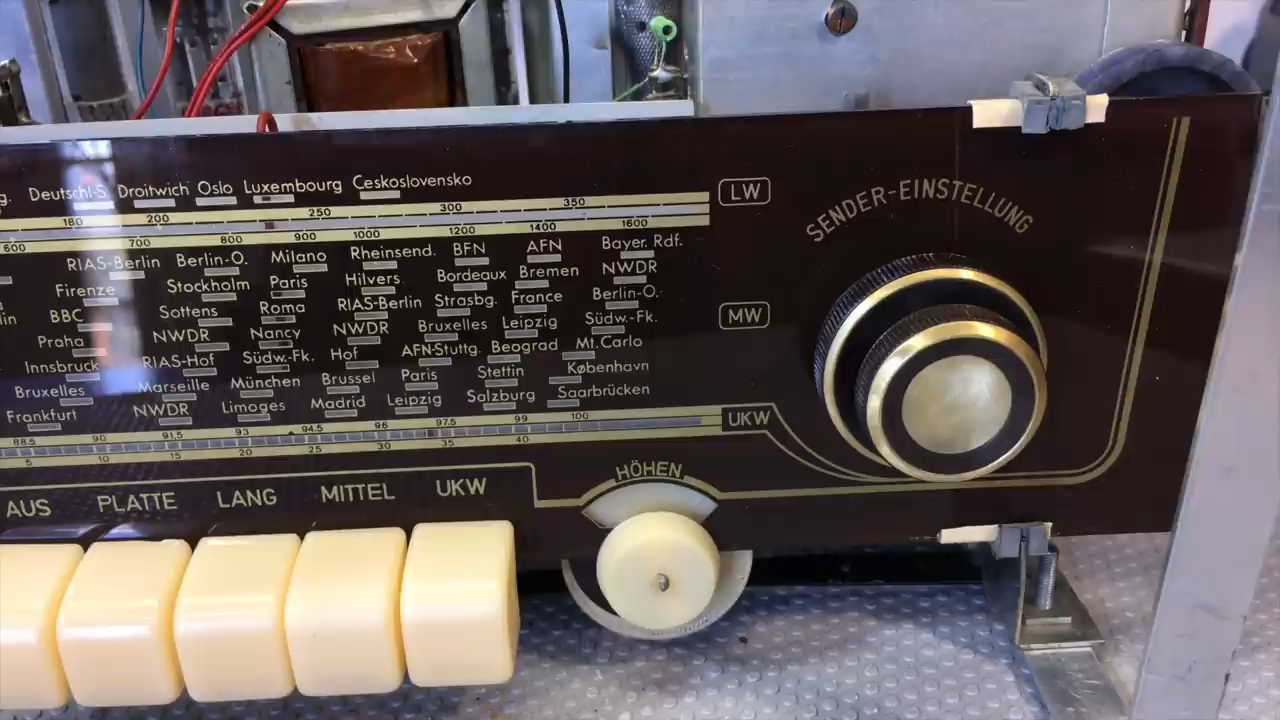 g. Deutschl-S Droitwich Oslo Luxembourg Ceskoslovensko
180 200 250 300 350 LW
600 700 800 900 1000 1200 1400 1600
RIAS-Berlin Berlin-O. Milano Rheinsend. BFN AFN Bayer. Rdf.
Firenze Stockholm Paris Hilvers. Bordeaux Bremen NWDR
in BBC Sottens Roma RIAS-Berlin Strasbg. France Berlin-O.
Praha NWDR Nancy NWDR Bruxelles Leipzig Südw.-Fk. MW
Innsbruck RIAS-Hof Südw.-Fk. Hof AFN-Stuttg. Beograd Mt.Carlo
Bruxelles Marseille München Brussel Paris Stettin København
Frankfurt NWDR Limoges Madrid Leipzig Salzburg Saarbrücken
88.5 90 91,5 93 94.5 96 97.5 99 100 UKW
5 10 15 20 25 30 35 40
SENDER-EINSTELLUNG
AUS PLATTE LANG MITTEL UKW
HÖHEN